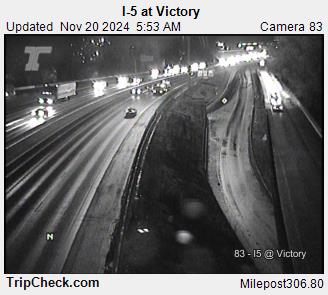 I-5 at Victory
Updated Nov 20 2024 5:53 AM Camera 83
T
N
83 - I5 @ Victory
TripCheck.com Milepost306.80